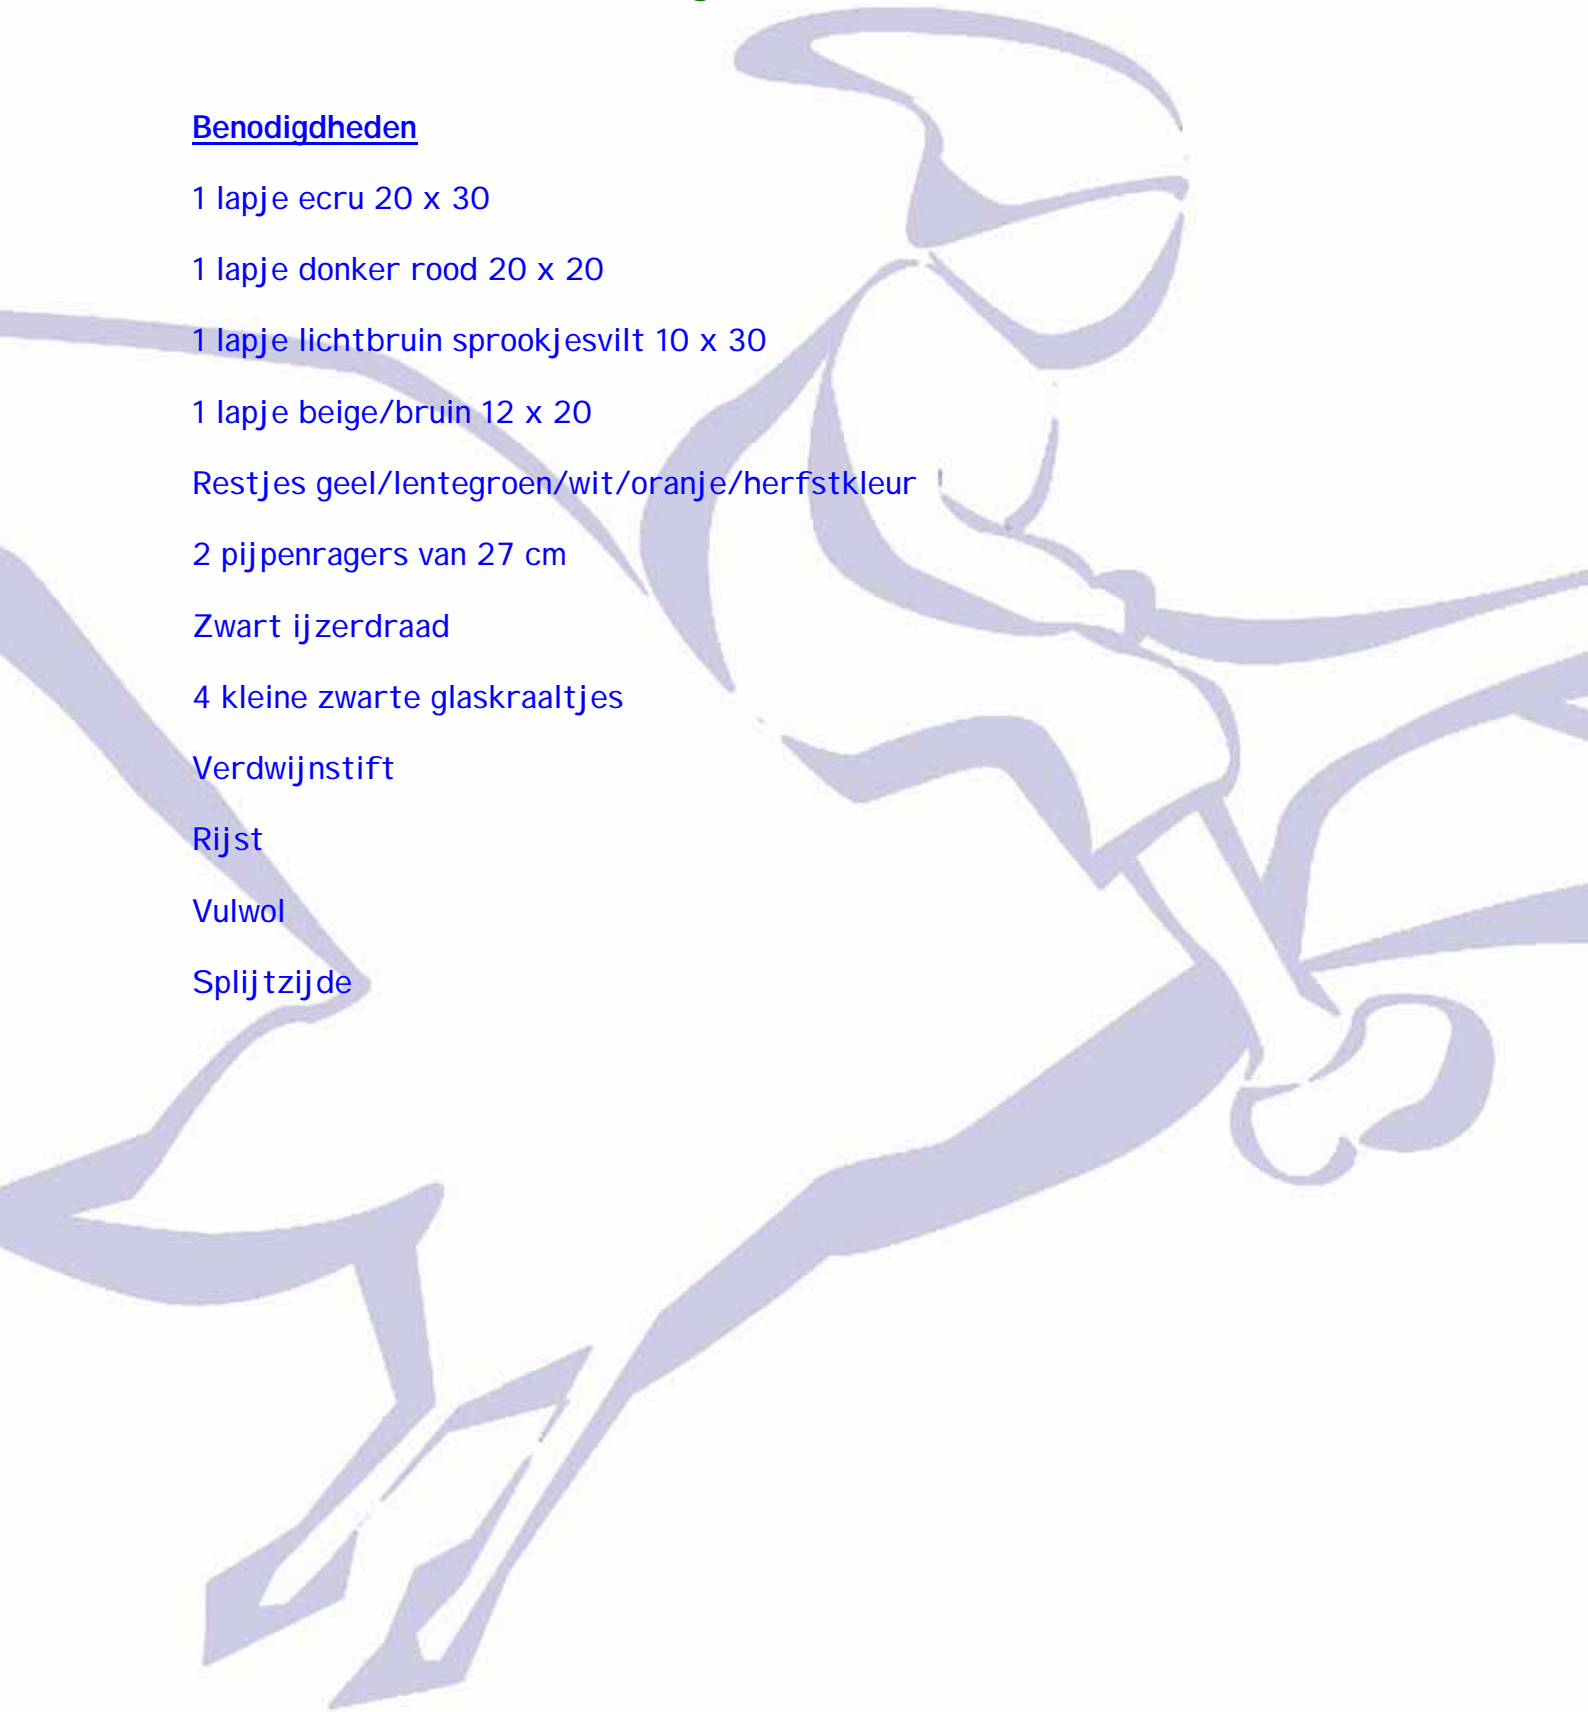 Benodigdheden
1 lapje ecru 20 x 30
1 lapje donker rood 20 x 20
1 lapje lichtbruin sprookjesvilt 10 x 30
1 lapje beige/bruin 12 x 20
Restjes geel/lentegroen/wit/oranje/herfstkleur
2 pijpenragers van 27 cm
Zwart ijzerdraad
4 kleine zwarte glaskraaltjes
Verdwijnstift
Rijst
Vulwol
Splijtzijde